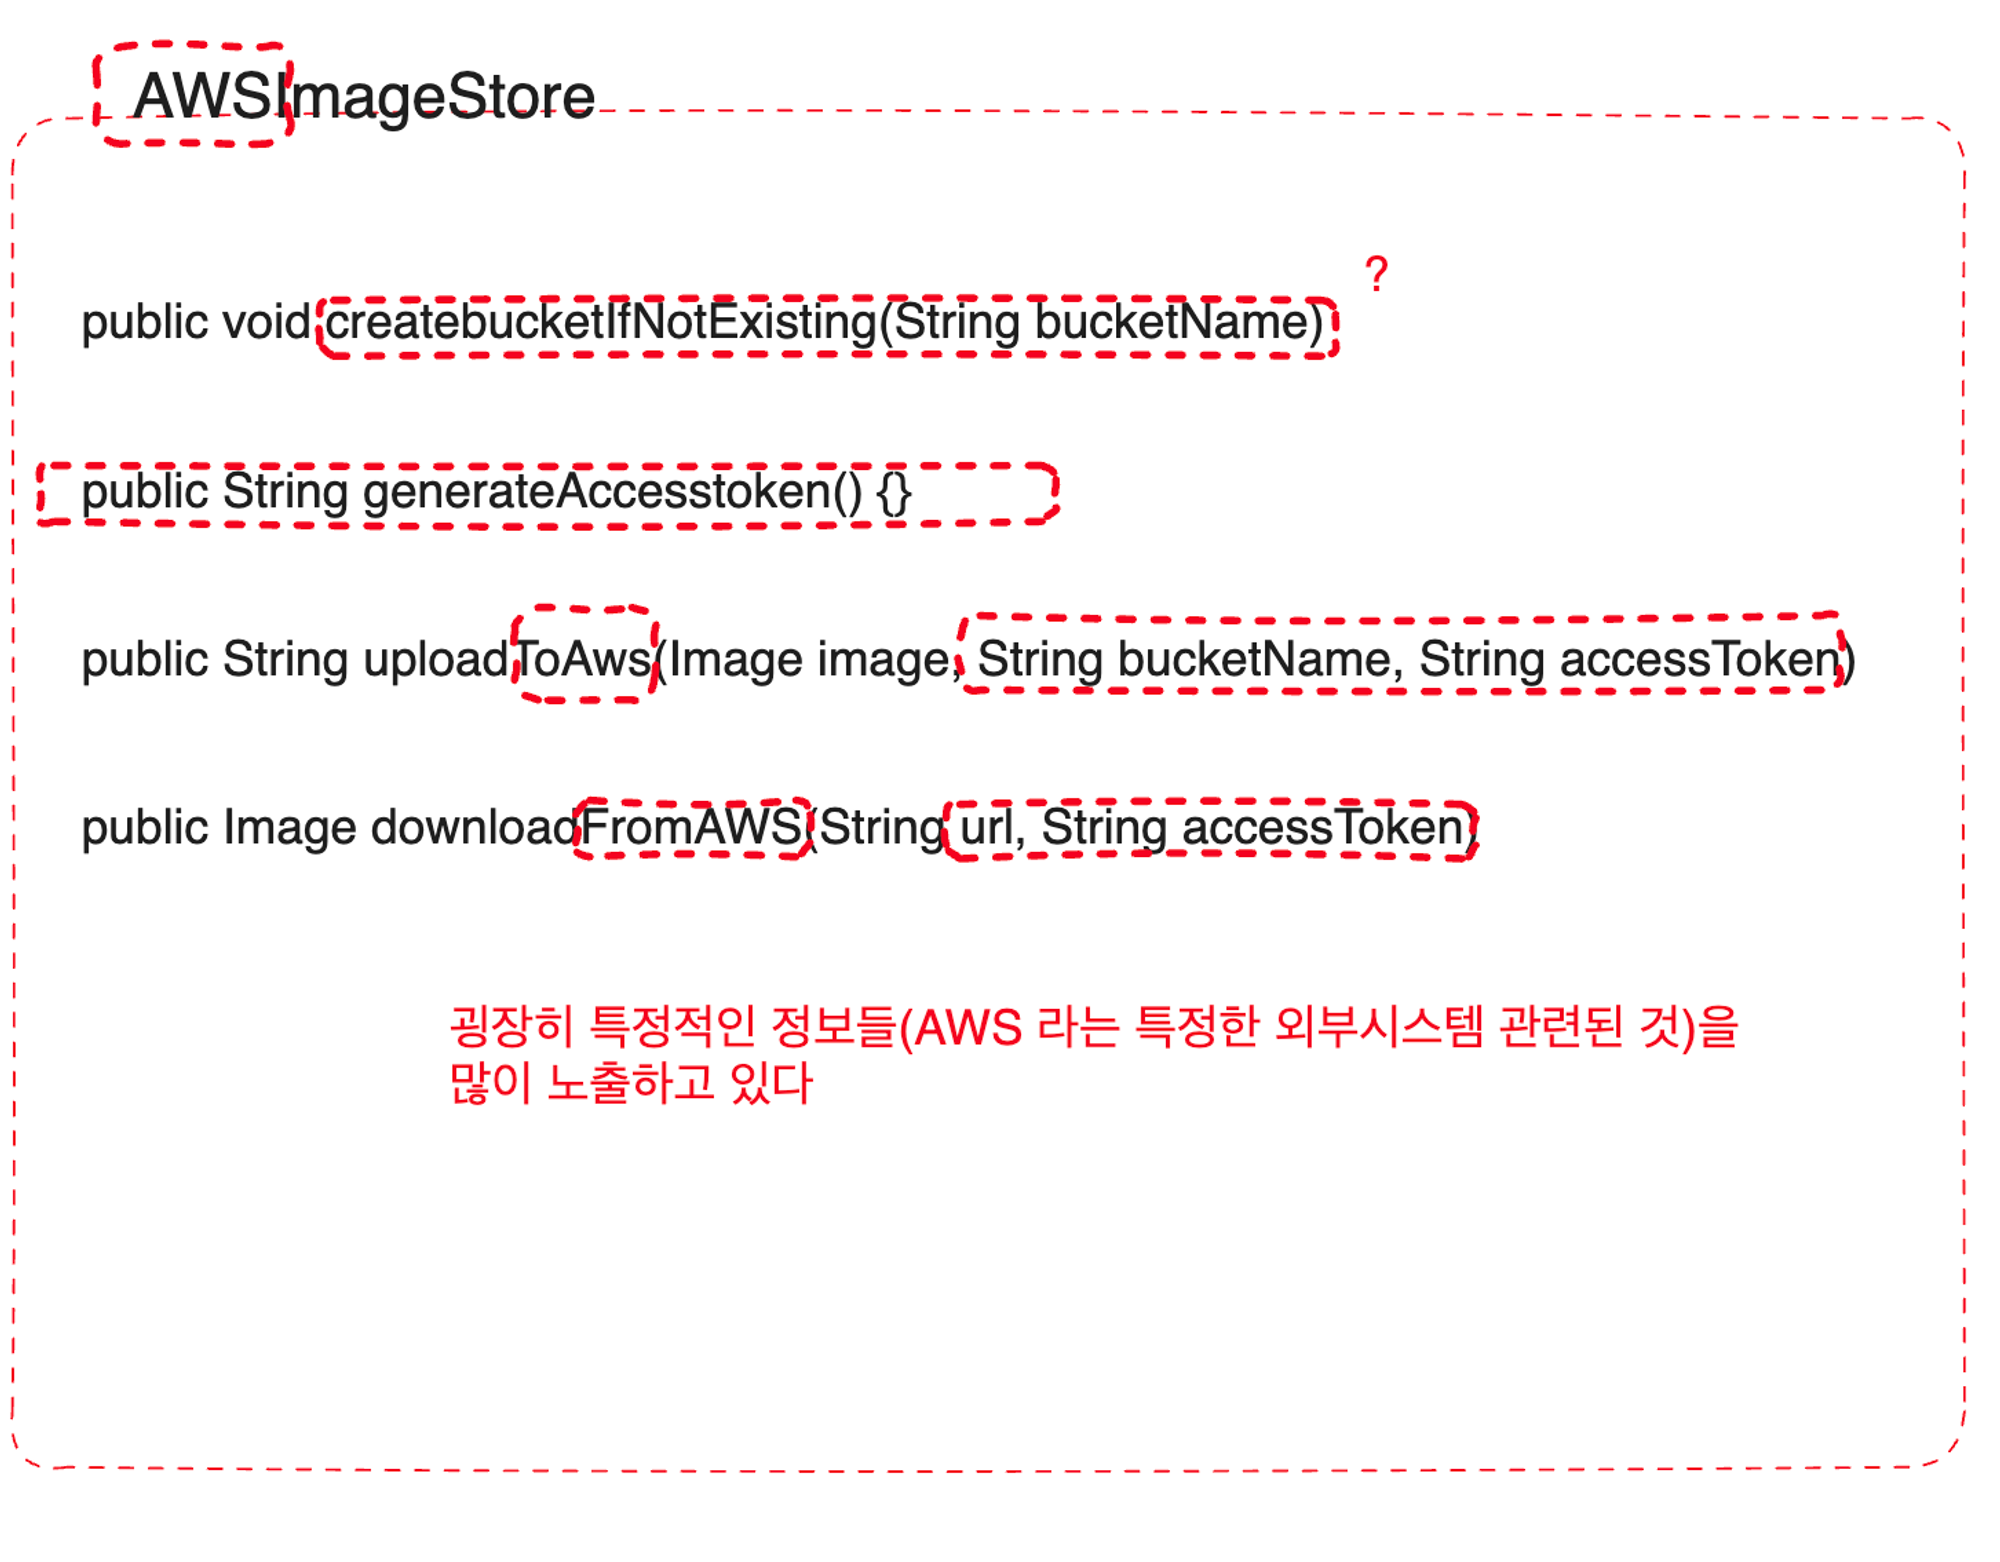 AWSImageStore
?
public void createbucketIfNotExisting(String bucketName)
public String generateAccesstoken() {}
public String uploadToAws(Image image, String bucketName, String accessToken)
public Image downloadFromAWS(String url, String accessToken)
굉장히 특정적인 정보들(AWS 라는 특정한 외부시스템 관련된 것)을
많이 노출하고 있다